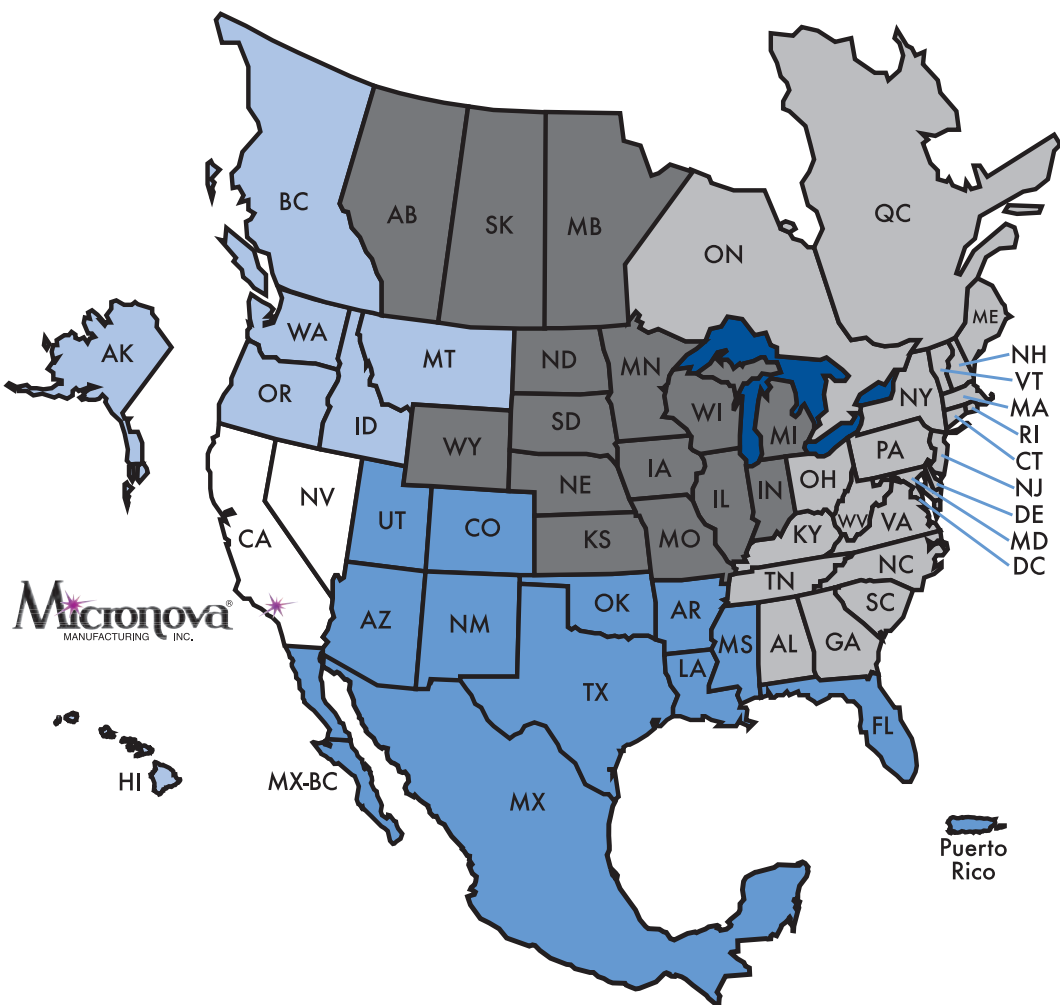 BC
AB
SK
MB
ON
QC
AK
WA
MT
ND
MN
ME
NH
VT
OR
ID
WY
SD
WI
MI
NY
MA
RI
CT
PA
NJ
NV
UT
CO
NE
IA
IL
IN
OH
DE
CA
KS
MO
KY
WV
VA
MD
DC
Micronova®
MANUFACTURING INC.
AZ
NM
OK
AR
TN
NC
SC
MS
AL
GA
TX
LA
FL
HI
MX-BC
MX
Puerto
Rico